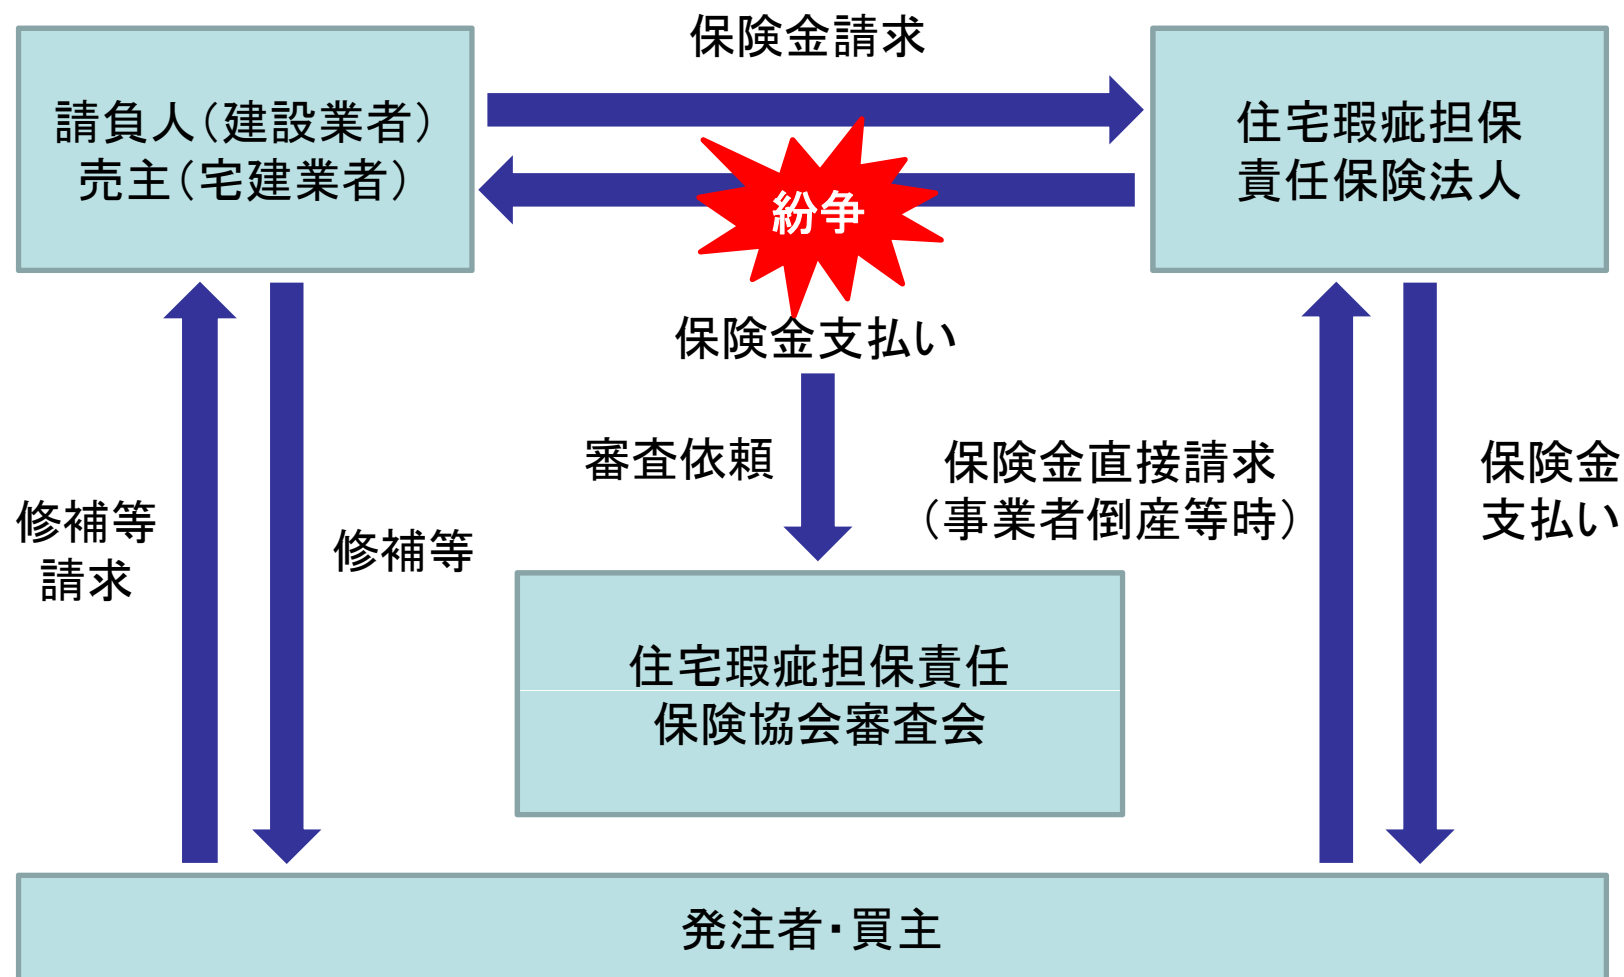 保険金請求
請負人（建設業者）
売主（宅建業者）
住宅瑕疵担保
責任保険法人
紛争
保険金支払い
審査依頼
保険金直接請求
（事業者倒産等時）
保険金
支払い
修補等
請求
修補等
住宅瑕疵担保責任
保険協会審査会
発注者・買主